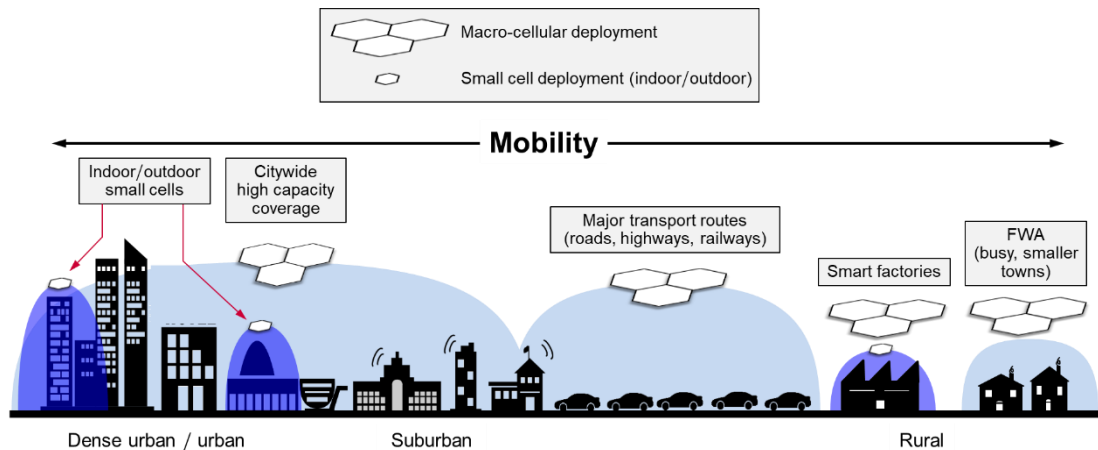 Macro-cellular deployment
Small cell deployment (indoor/outdoor)
Mobility
Indoor/outdoor
small cells
Citywide
high capacity
coverage
Major transport routes
(roads, highways, railways)
Smart factories
FWA
(busy, smaller
towns)
Dense urban / urban
Suburban
Rural